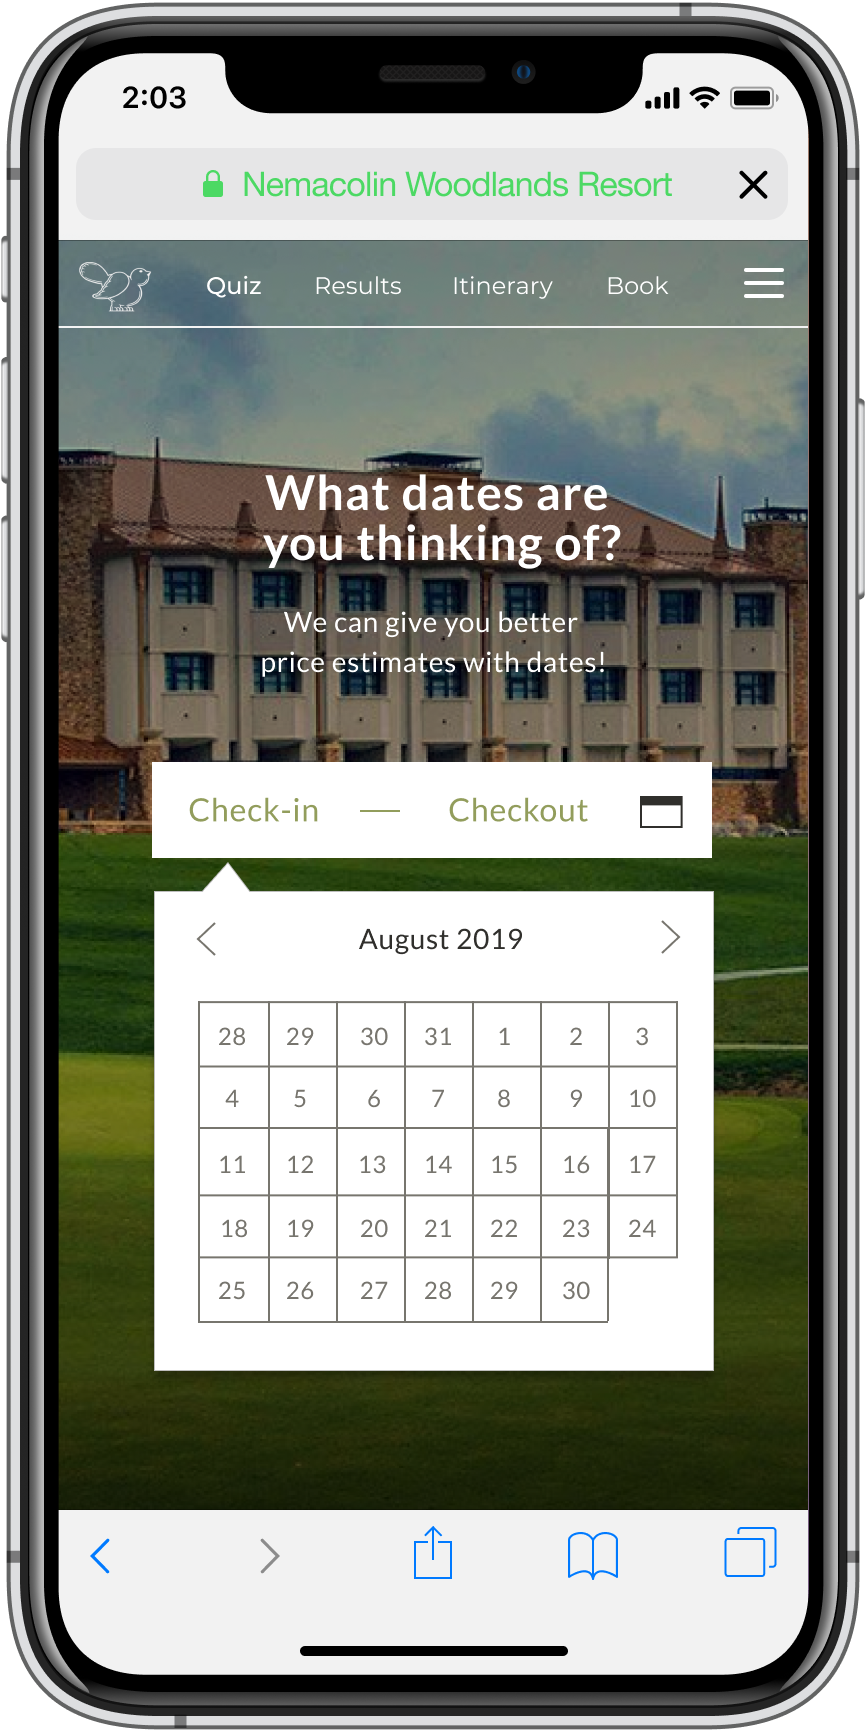 2:03
Nemacolin Woodlands Resort
Quiz Results Itinerary Book
What dates are
you thinking of?
We can give you better
price estimates with dates!
Check-in — Checkout
August 2019
28 29 30 31 1 2 3
4 5 6 7 8 9 10
11 12 13 14 15 16 17
18 19 20 21 22 23 24
25 26 27 28 29 30